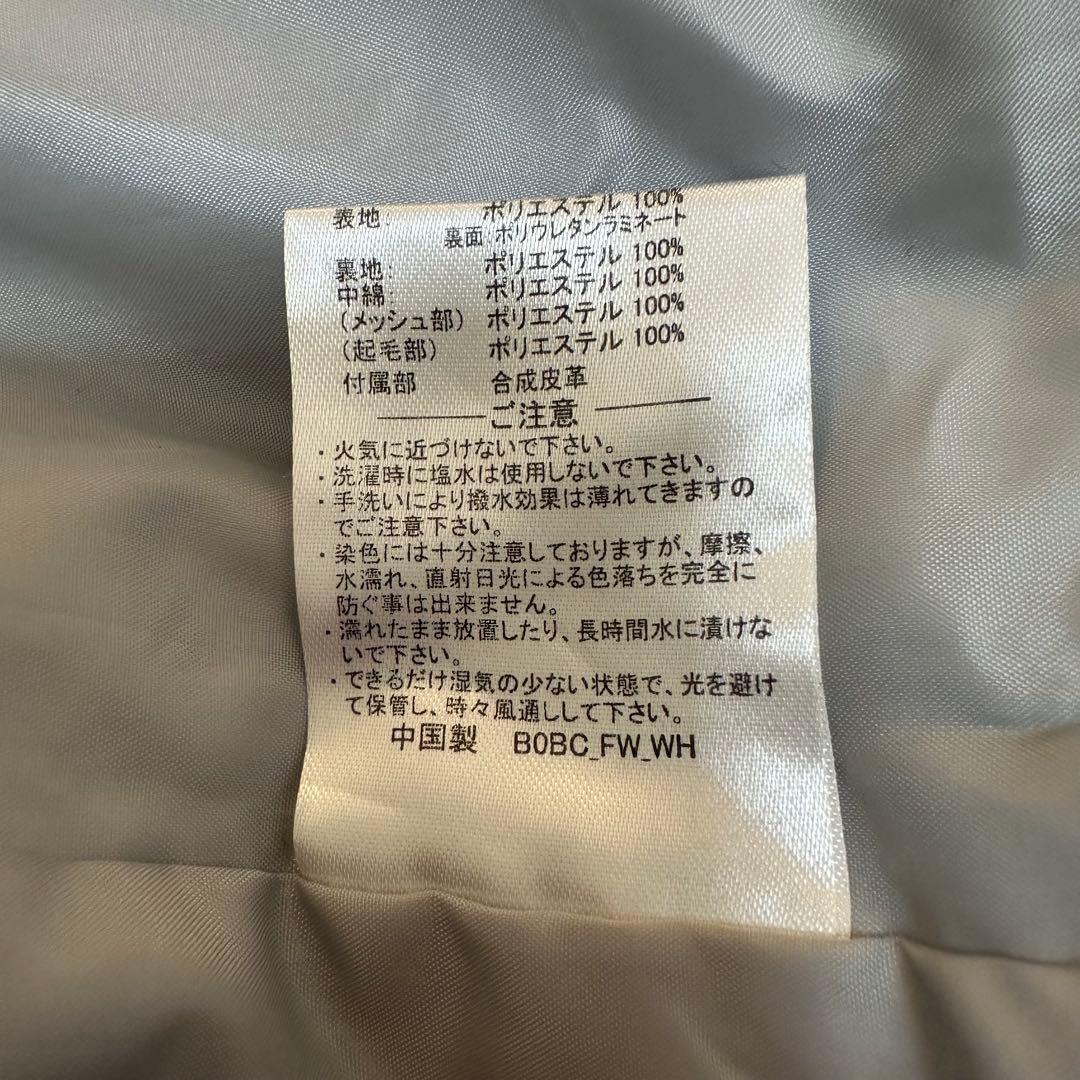 表地: ポリエステル 100%
裏面:ポリウレタンラミネート
裏地: ポリエステル 100%
中綿: ポリエステル 100%
(メッシュ部) ポリエステル 100%
(起毛部) ポリエステル 100%
付属部 合成皮革
ご注意
・火気に近づけないで下さい。
・洗濯時に塩水は使用しないで下さい。
・手洗いにより撥水効果は薄れてきますの
でご注意下さい。
・染色には十分注意しておりますが、摩擦、
水濡れ、直射日光による色落ちを完全に
防ぐ事は出来ません。
・濡れたまま放置したり、長時間水に漬けな
いで下さい。
・できるだけ湿気の少ない状態で、光を避け
て保管し、時々風通しして下さい。
中国製 B0BC_FW_WH